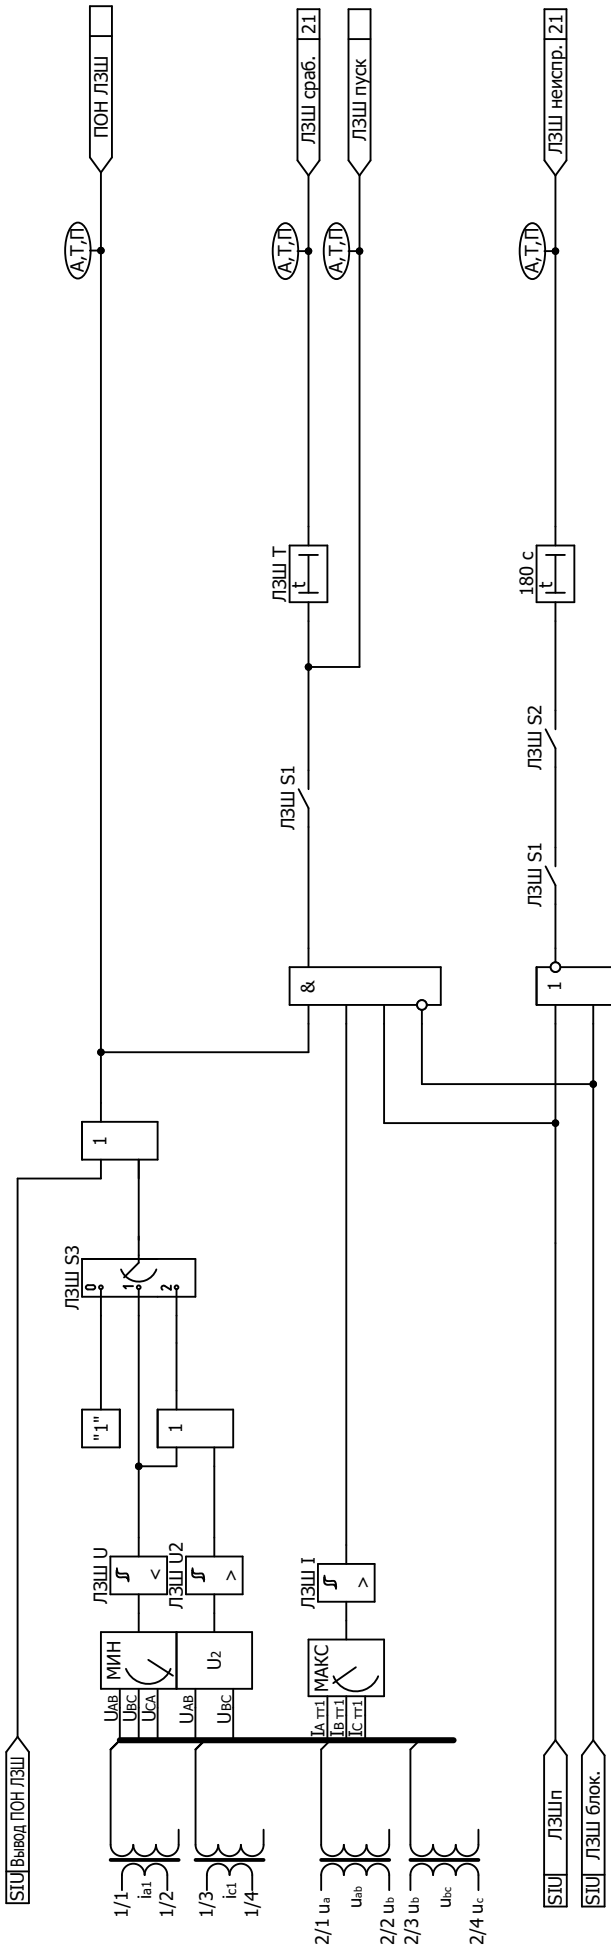 SIU Вывод ПОН ЛЗШ
ПОН ЛЗШ
А,Т,П
1
ЛЗШ S3
0
1
2
"1"
1
ЛЗШ U
<
ЛЗШ U2
>
МИН
U2
UAB
UBC
UCA
UAB
UBC
1/1
ia1
1/2
1/3
ic1
1/4
ЛЗШ сраб. 21
ЛЗШ пуск
А,Т,П
А,Т,П
ЛЗШ Т
t
ЛЗШ S1
&
ЛЗШ I
>
МАКС
IA тт1
IB тт1
IC тт1
2/1 ua
uab
2/2 ub
2/3 ub
ubc
2/4 uc
ЛЗШ неиспр. 21
А,Т,П
180 с
t
ЛЗШ S2
ЛЗШ S1
1
SIU ЛЗШп
SIU ЛЗШ блок.